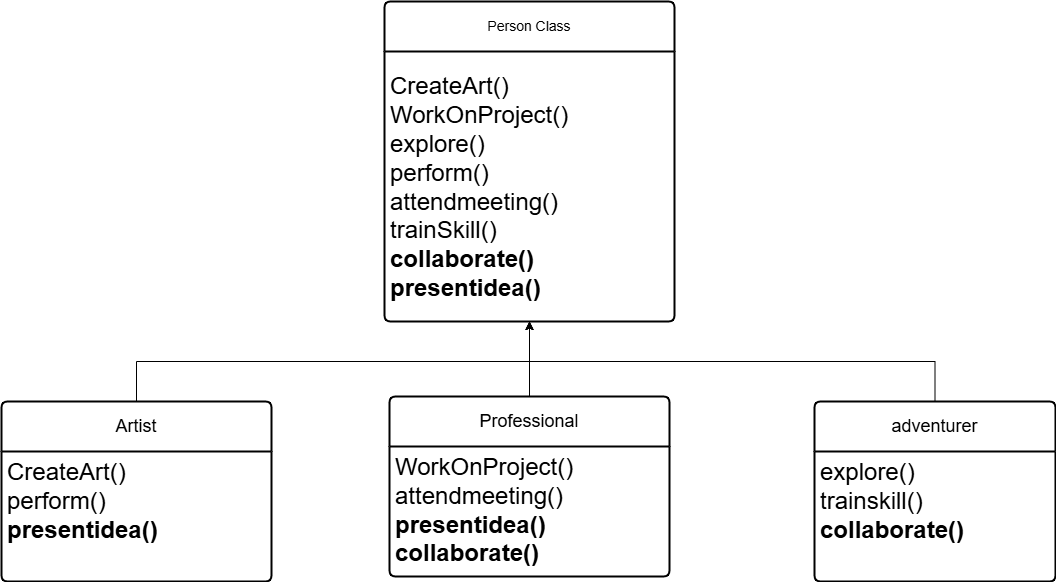 Person Class
CreateArt()
WorkOnProject()
explore()
perform()
attendmeeting()
trainSkill()
collaborate()
presentidea()
Artist
CreateArt()
perform()
presentidea()
Professional
WorkOnProject()
attendmeeting()
presentidea()
collaborate()
adventurer
explore()
trainskill()
collaborate()